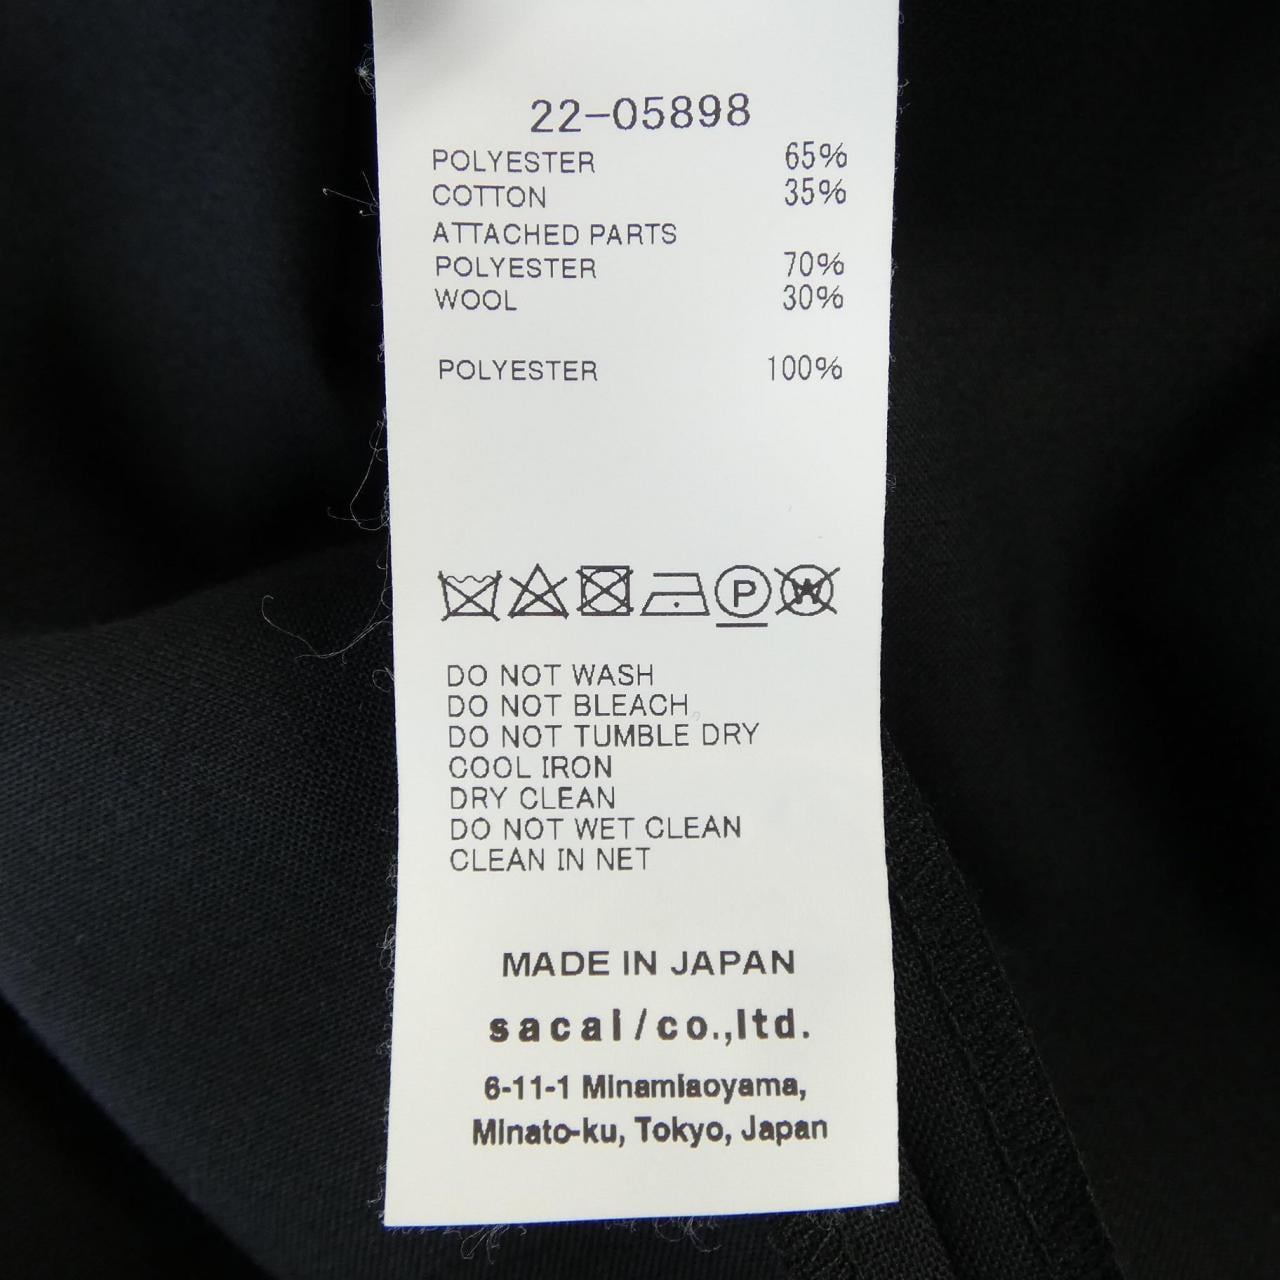 22-05898
POLYESTER 65%
COTTON 35%
ATTACHED PARTS
POLYESTER 70%
WOOL 30%
POLYESTER 100%
P W
DO NOT WASH
DO NOT BLEACH
DO NOT TUMBLE DRY
COOL IRON
DRY CLEAN
DO NOT WET CLEAN
CLEAN IN NET
MADE IN JAPAN
sacai/co.,ltd.
6-11-1 Minamiaoyama,
Minato-ku, Tokyo, Japan